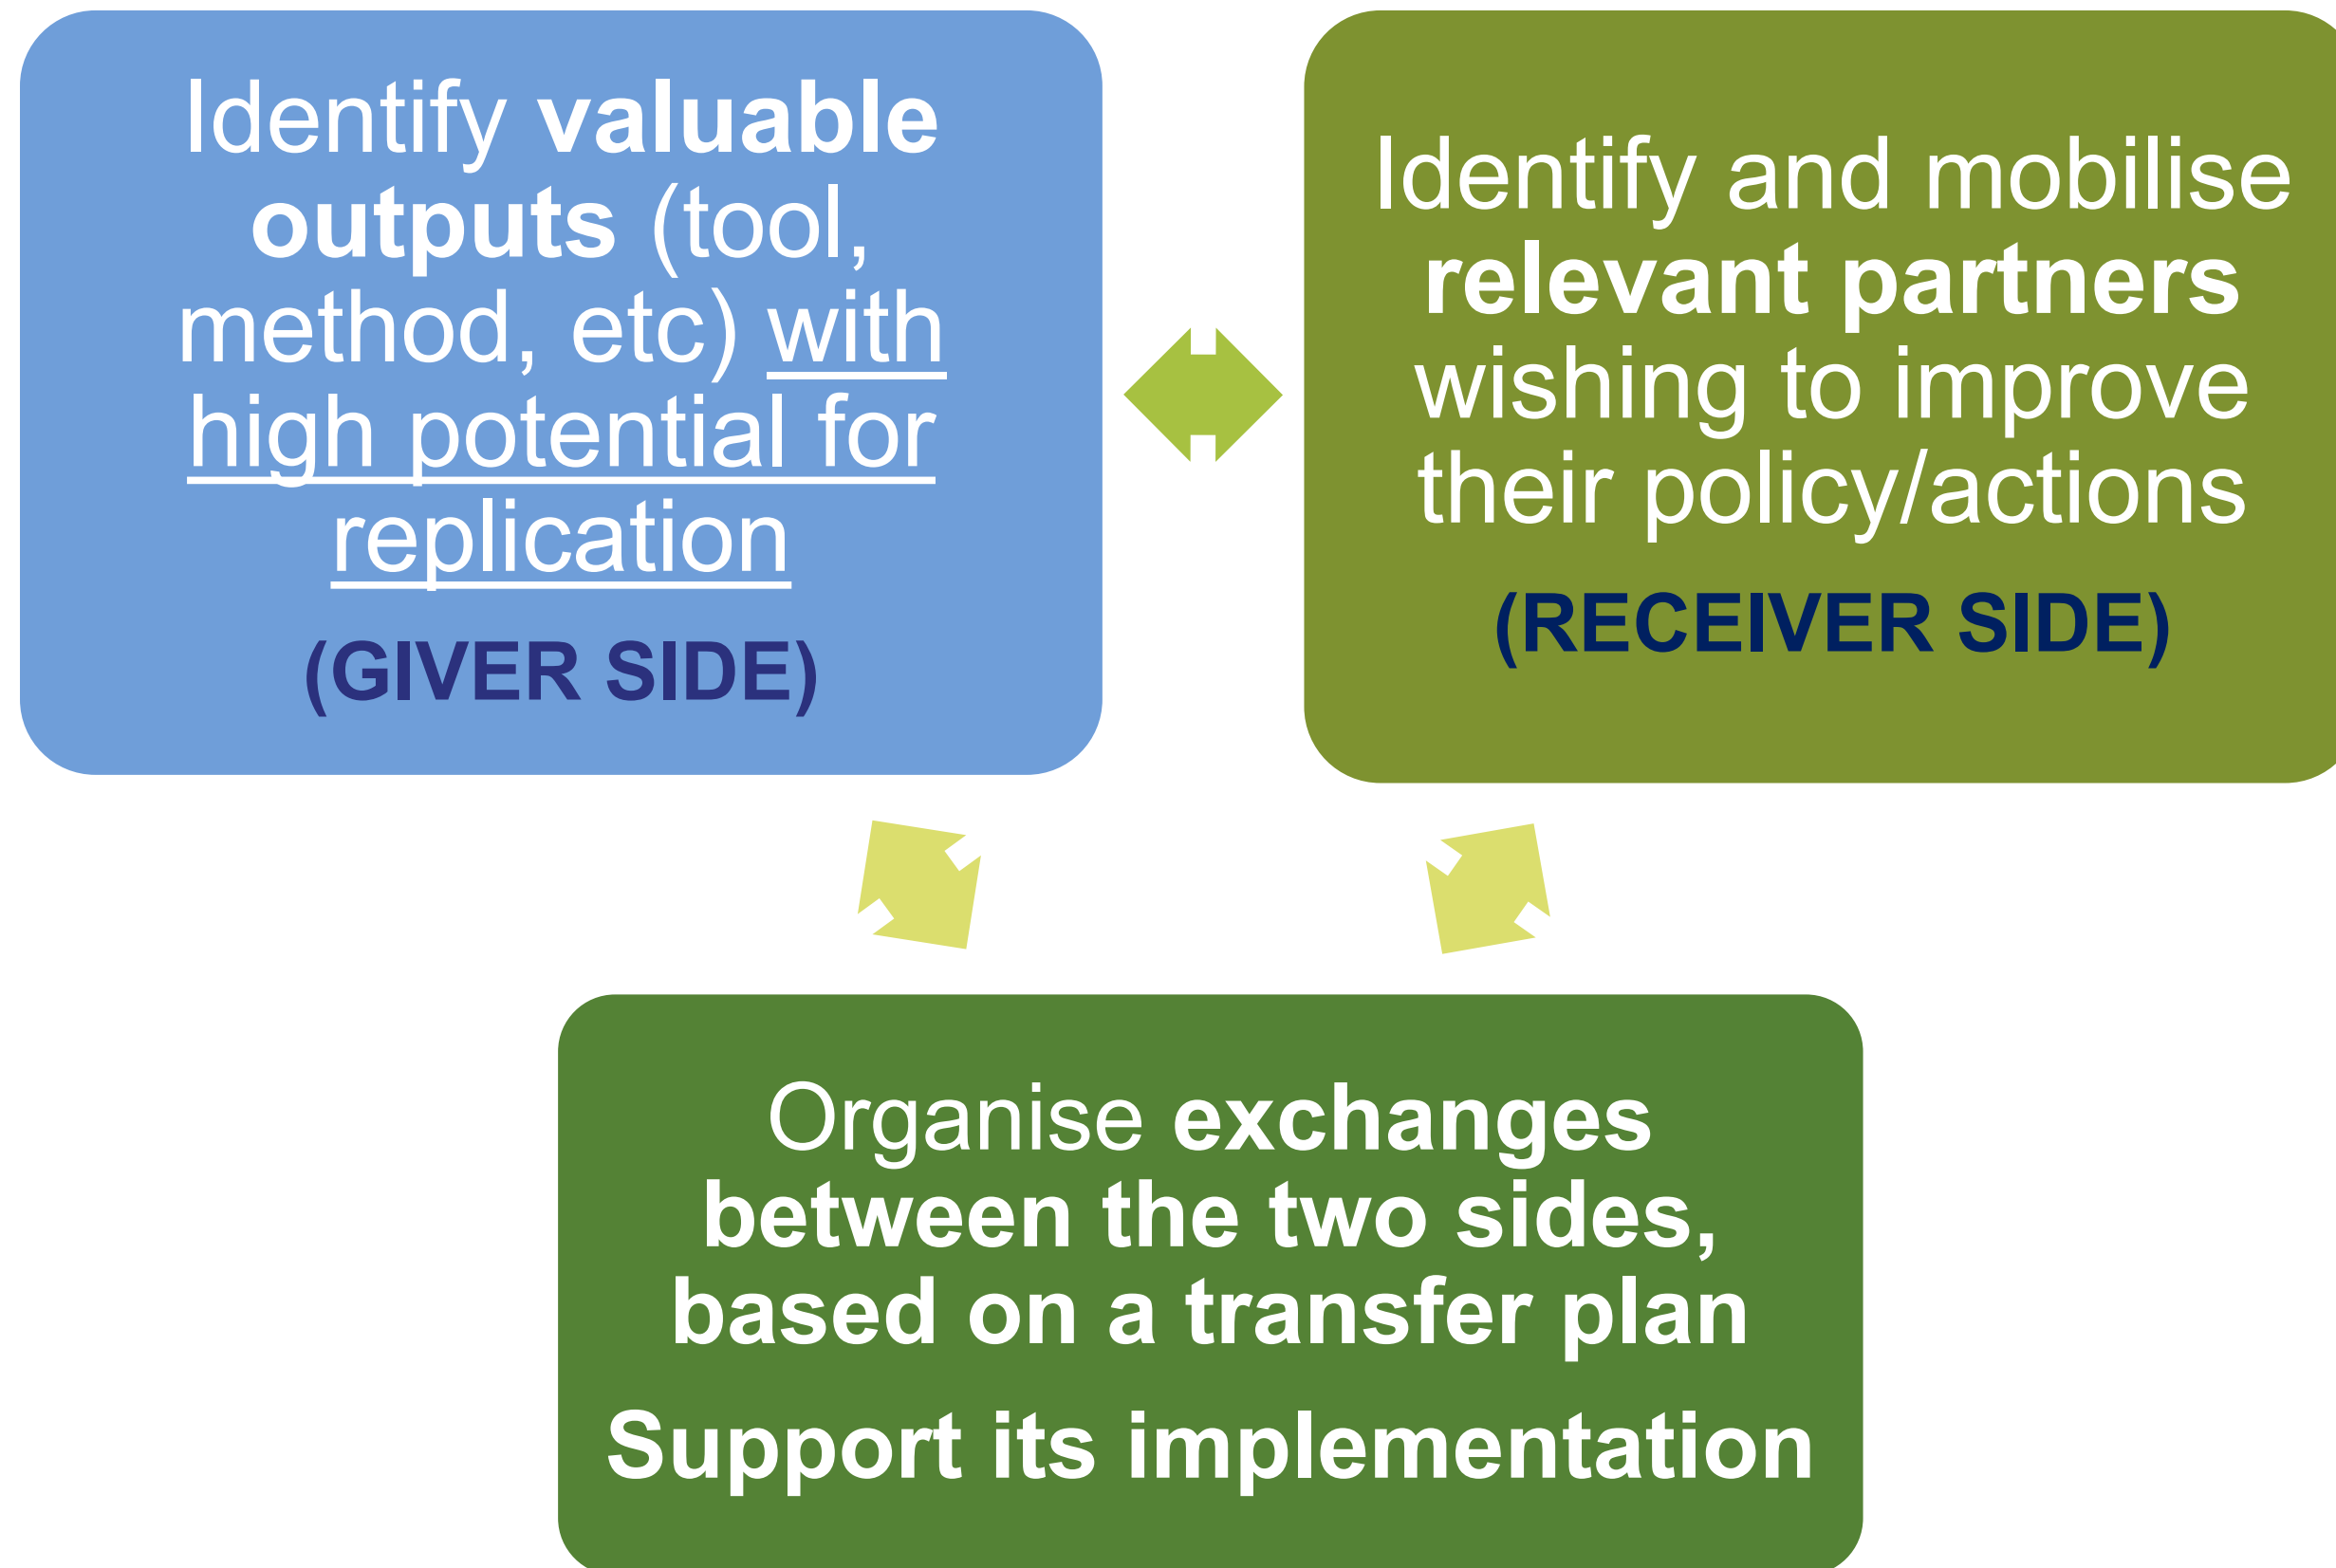 Identify valuable
outputs (tool,
method, etc) with
high potential for
replication
(GIVER SIDE)
Identify and mobilise
relevant partners
wishing to improve
their policy/actions
(RECEIVER SIDE)
Organise exchanges
between the two sides,
based on a transfer plan
Support its implementation